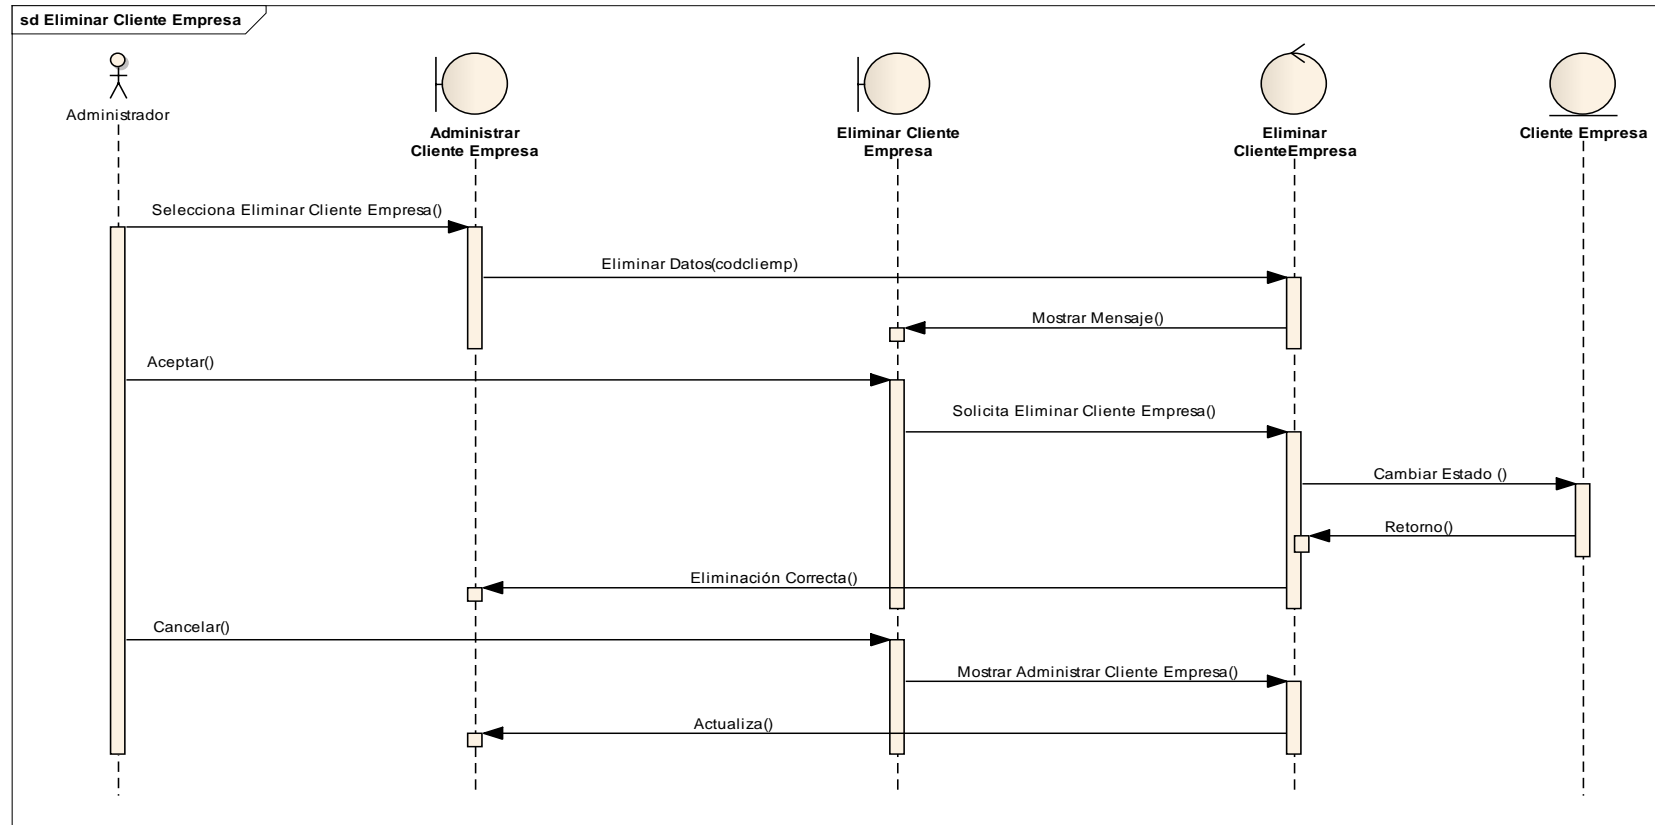 sd Eliminar Cliente Empresa
Administrador
Administrar
Cliente Empresa
Eliminar Cliente
Empresa
Eliminar
ClienteEmpresa
Cliente Empresa
Selecciona Eliminar Cliente Empresa()
Eliminar Datos(codcliemp)
Mostrar Mensaje()
Aceptar()
Solicita Eliminar Cliente Empresa()
Cambiar Estado ()
Retorno()
Eliminación Correcta()
Cancelar()
Mostrar Administrar Cliente Empresa()
Actualiza()